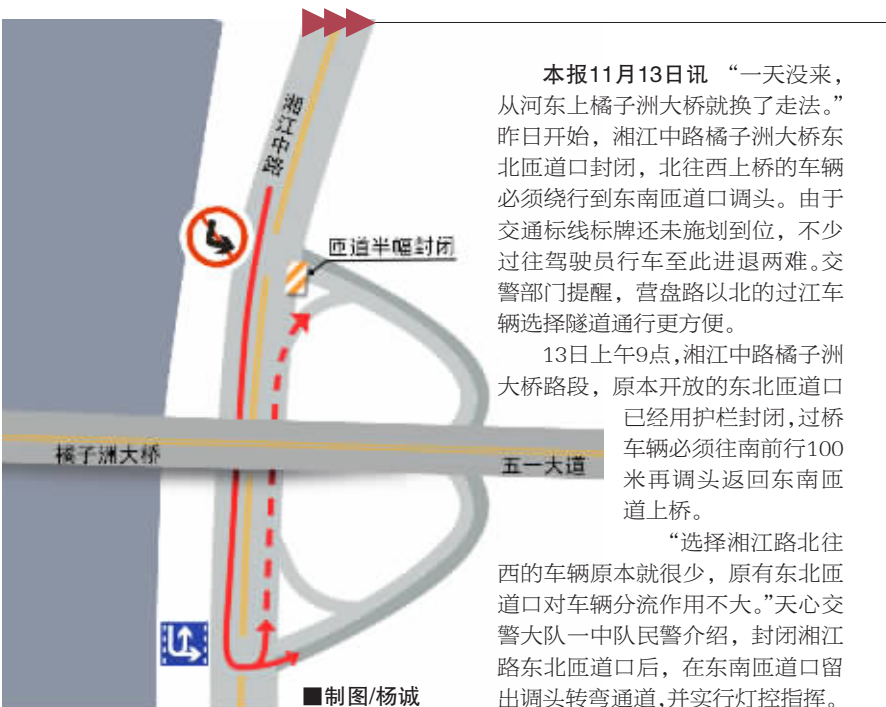 湘江中路
匝道半幅封闭
橘子洲大桥
五一大道
■制图/杨诚
本报11月13日讯 “一天没来，
从河东上橘子洲大桥就换了走法。”
昨日开始，湘江中路橘子洲大桥东
北匝道口封闭，北往西上桥的车辆
必须绕行到东南匝道口调头。由于
交通标线标牌还未施划到位，不少
过往驾驶员行车至此进退两难。交
警部门提醒，营盘路以北的过江车
辆选择隧道通行更方便。
13日上午9点，湘江中路橘子洲
大桥路段，原本开放的东北匝道口
已经用护栏封闭，过桥
车辆必须往南前行100
米再调头返回东南匝
道上桥。
“选择湘江路北往
西的车辆原本就很少，原有东北匝
道口对车辆分流作用不大。”天心交
警大队一中队民警介绍，封闭湘江
路东北匝道口后，在东南匝道口留
出调头转弯通道，并实行灯控指挥。